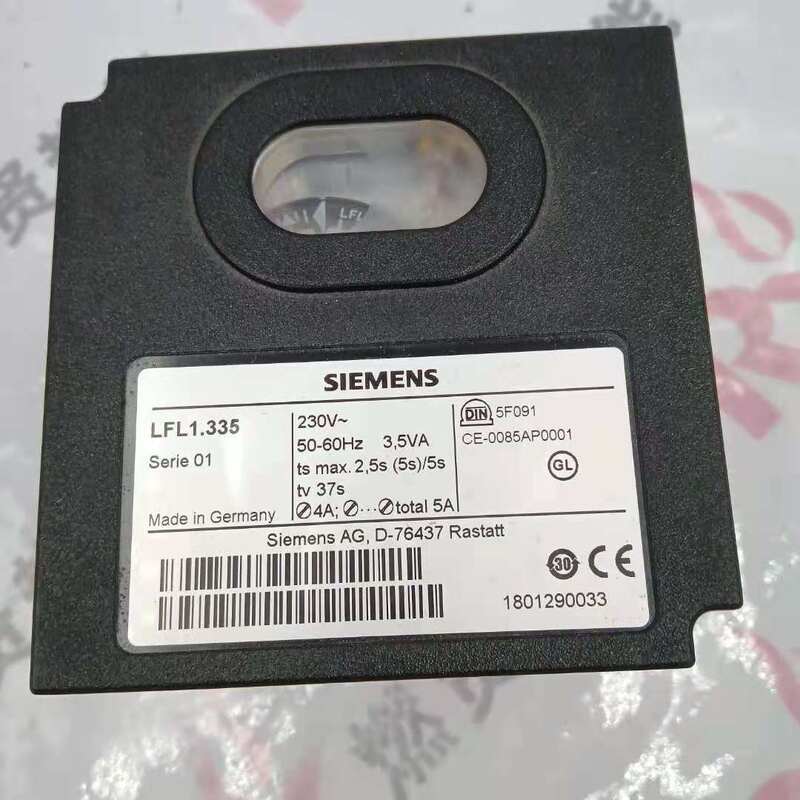 LFL
SIEMENS
LFL1.335
Serie 01
Made in Germany
230V~
50-60Hz 3,5VA
ts max. 2,5s (5s)/5s
tv 37s
⊘4A; ⊘···⊘total 5A
DIN 5F091
CE-0085AP0001
GL
Siemens AG, D-76437 Rastatt
30 CE
1801290033
燃